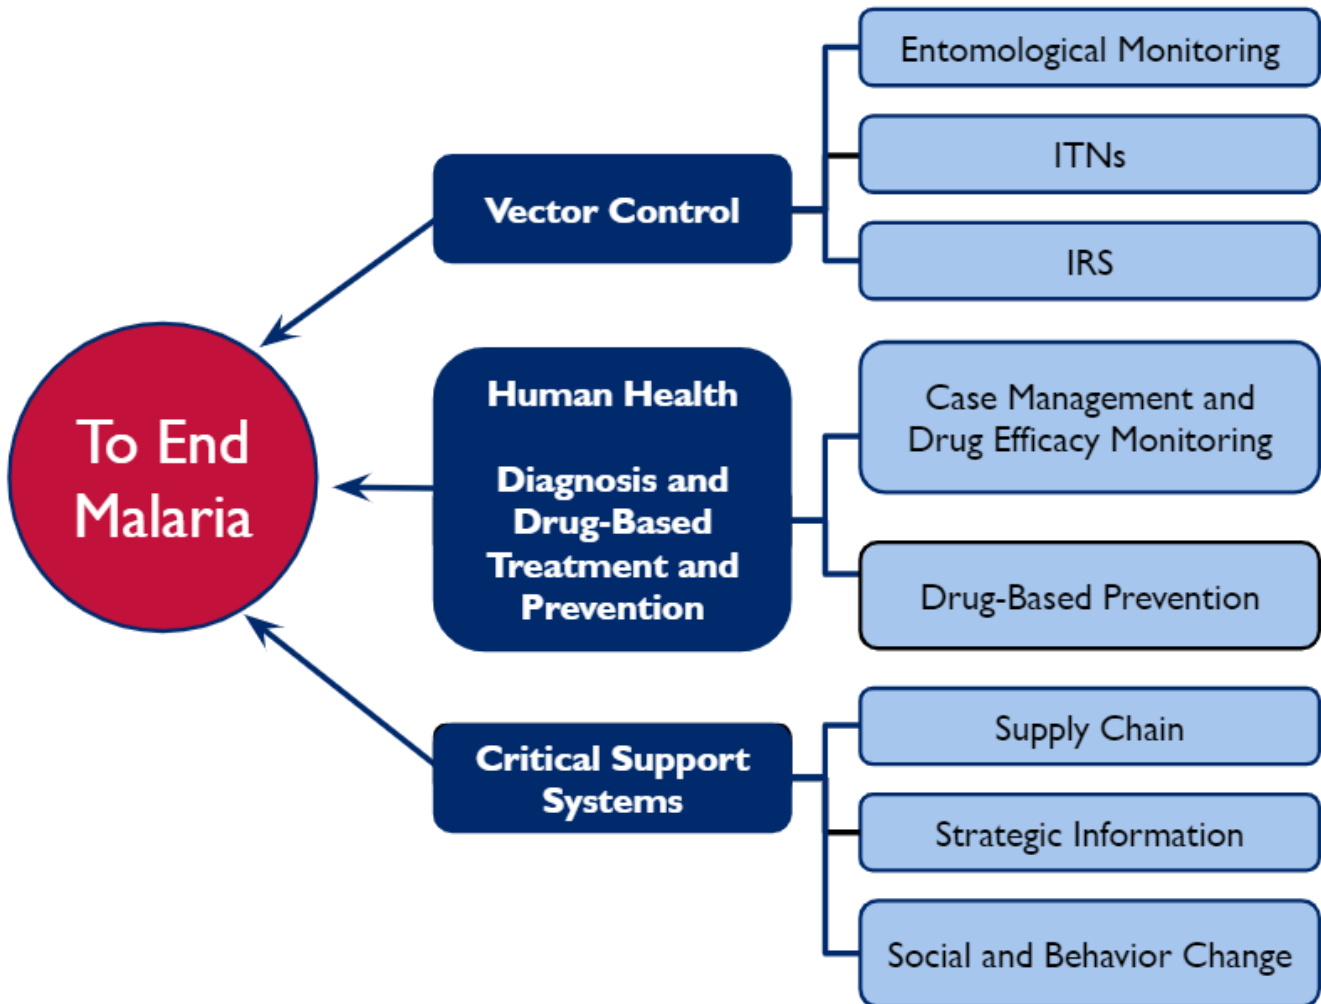 To End
Malaria
Vector Control
Entomological Monitoring
ITNs
IRS
Human Health
Diagnosis and
Drug-Based
Treatment and
Prevention
Case Management and
Drug Efficacy Monitoring
Drug-Based Prevention
Critical Support
Systems
Supply Chain
Strategic Information
Social and Behavior Change